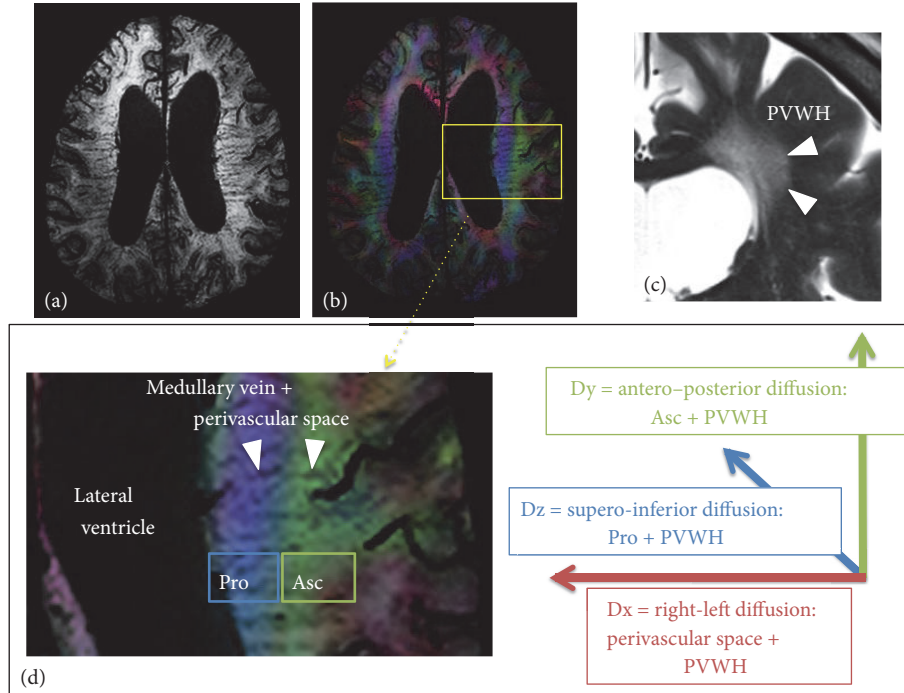 (a)
(b)
PVWH
(c)
Medullary vein +
perivascular space
Lateral
ventricle
Pro
Asc
(d)
Dy = antero–posterior diffusion:
Asc + PVWH
Dz = supero-inferior diffusion:
Pro + PVWH
Dx = right-left diffusion:
perivascular space +
PVWH